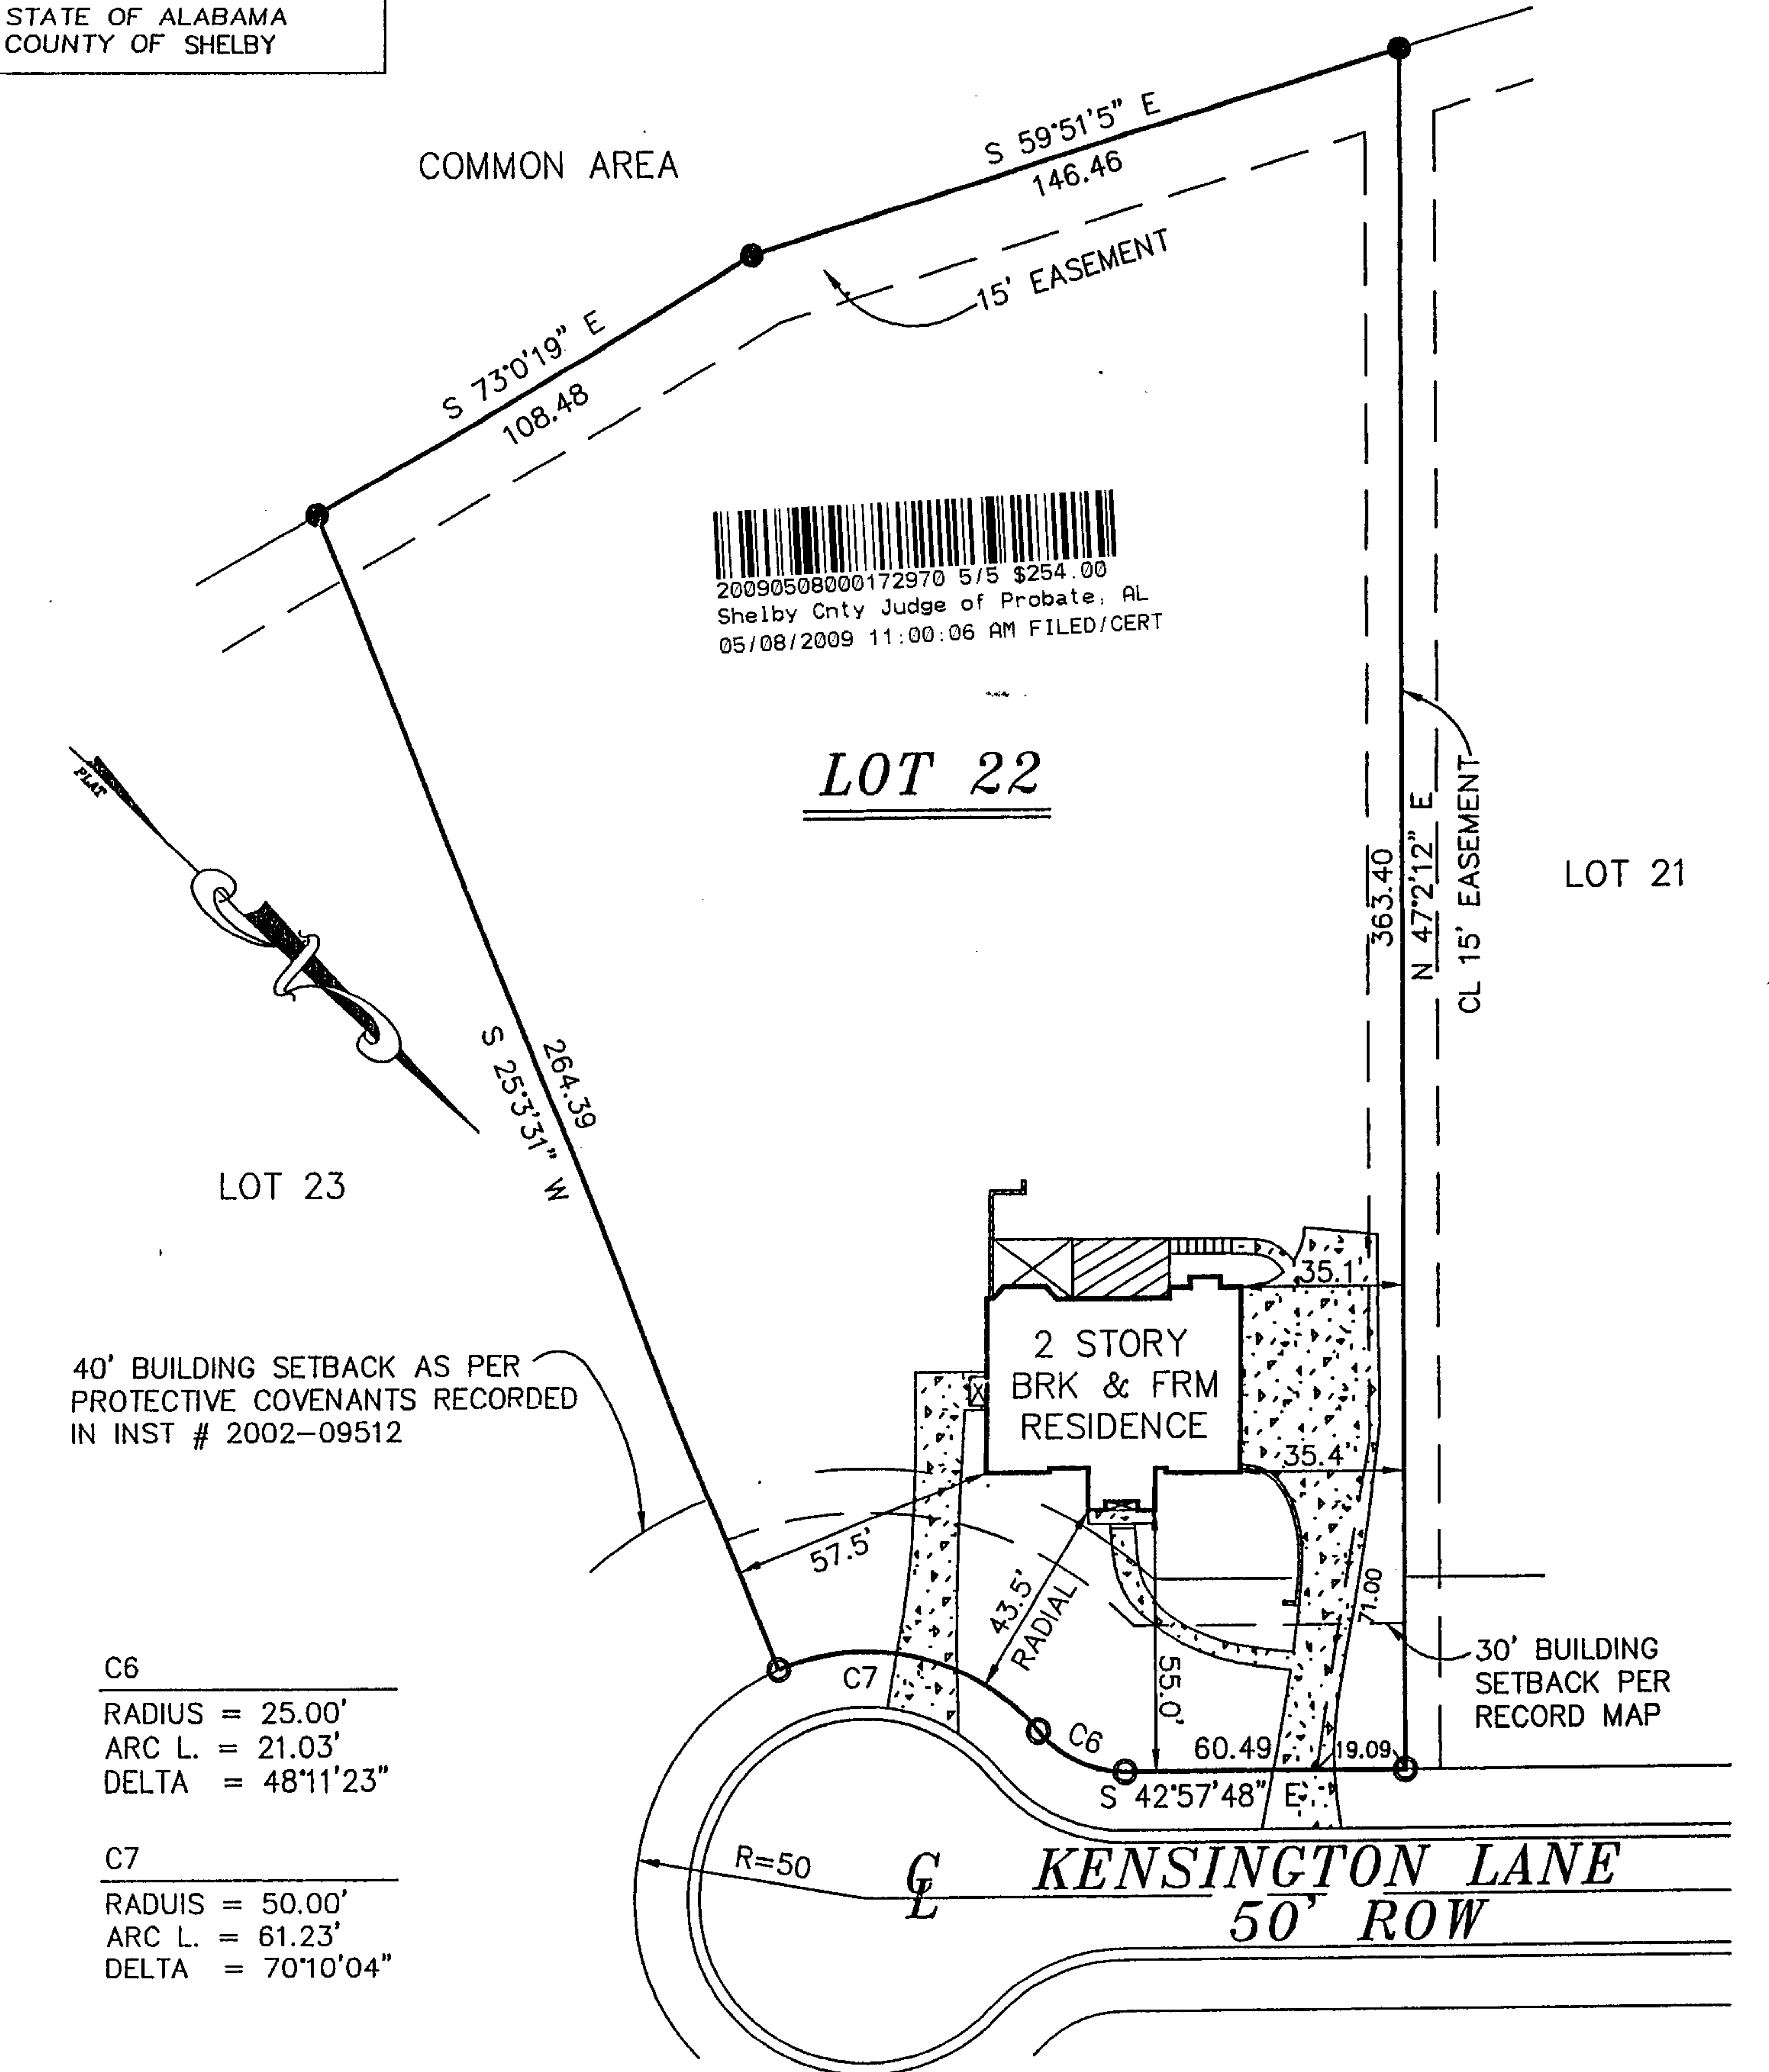 STATE OF ALABAMA
COUNTY OF SHELBY
COMMON AREA
S 59°51'5" E
146.46
15' EASEMENT
S 73°0'19" E
108.48
20090508000172970 5/5 $254.00
Shelby Cnty Judge of Probate, AL
05/08/2009 11:00:06 AM FILED/CERT
LOT 22
PLAT
363.40
N 47°2'12" E
CL 15' EASEMENT
LOT 21
264.39
S 25°3'31" W
LOT 23
35.1'
2 STORY
BRK & FRM
RESIDENCE
35.4'
40' BUILDING SETBACK AS PER
PROTECTIVE COVENANTS RECORDED
IN INST # 2002-09512
57.5'
43.5'
RADIAL
71.00
55.0'
30' BUILDING
SETBACK PER
RECORD MAP
C7
C6
60.49
19.09
S 42°57'48" E
C6
RADIUS = 25.00'
ARC L. = 21.03'
DELTA = 48°11'23"
C7
RADUIS = 50.00'
ARC L. = 61.23'
DELTA = 70°10'04"
R=50
CL
KENSINGTON LANE
50' ROW